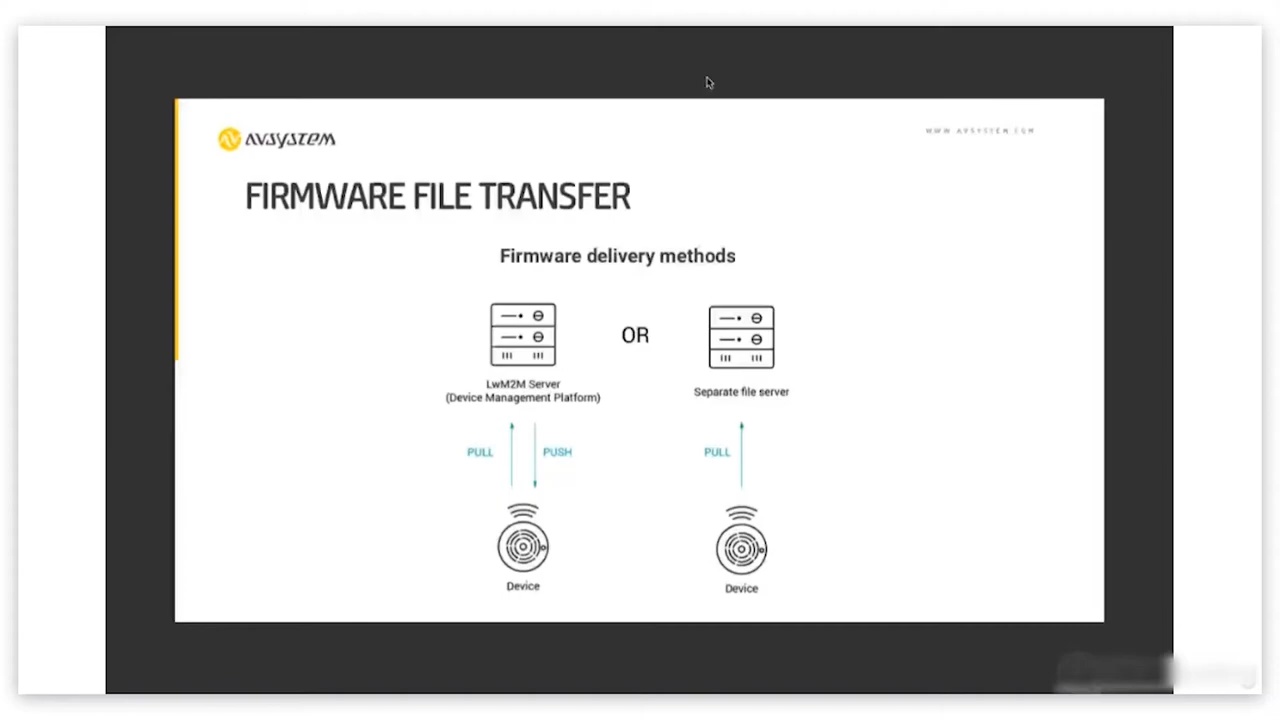 AVSYSTEM
WWW.AVSYSTEM.COM
FIRMWARE FILE TRANSFER
Firmware delivery methods
OR
LwM2M Server
(Device Management Platform)
Separate file server
PULL
PUSH
PULL
Device
Device